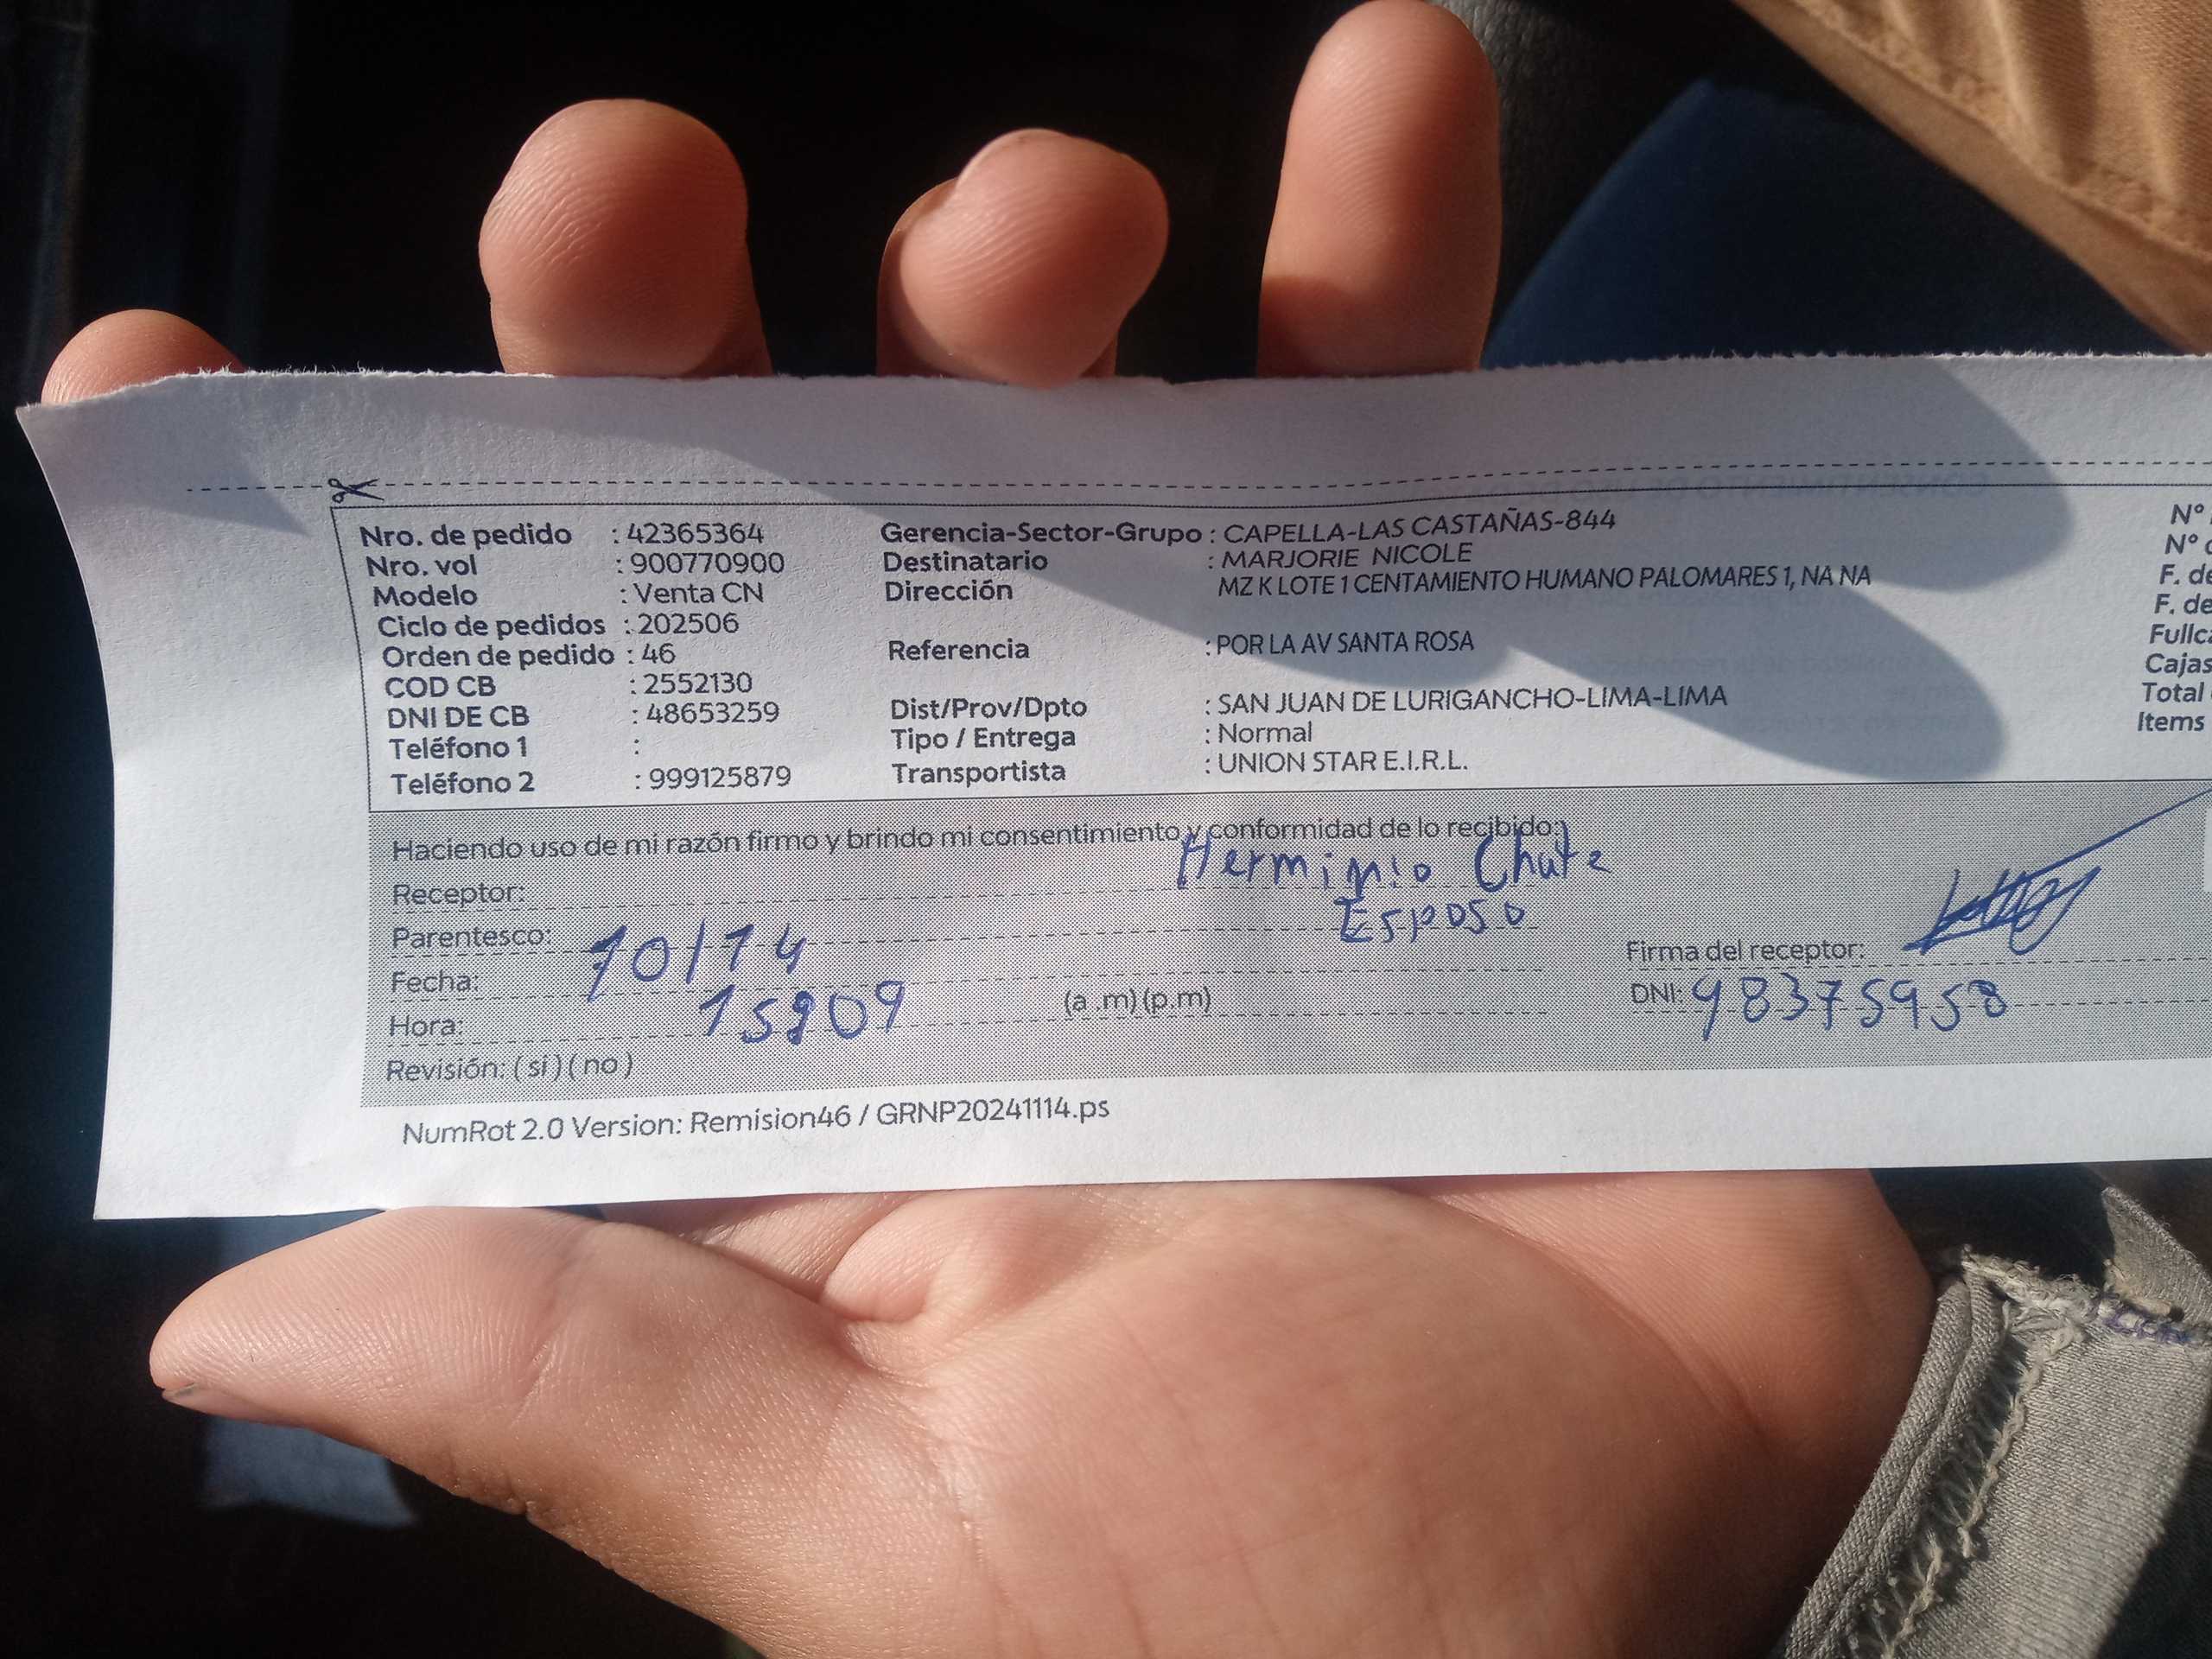 Nro. de pedido : 42365364 Gerencia-Sector-Grupo : CAPELLA-LAS CASTAÑAS-844 N°
Nro. vol : 900770900 Destinatario : MARJORIE NICOLE N° c
Modelo : Venta CN Dirección MZ K LOTE 1 CENTAMIENTO HUMANO PALOMARES 1, NA NA F. de
Ciclo de pedidos : 202506 F. de
Orden de pedido : 46 Referencia : POR LA AV SANTA ROSA Fullca
COD CB : 2552130 Cajas
DNI DE CB : 48653259 Dist/Prov/Dpto : SAN JUAN DE LURIGANCHO-LIMA-LIMA Total
Teléfono 1 : Tipo / Entrega : Normal Items
Teléfono 2 : 999125879 Transportista : UNION STAR E.I.R.L.
Haciendo uso de mi razón firmo y brindo mi consentimiento y conformidad de lo recibido:
Receptor: Herminio
Parentesco: Esposo
Fecha: 10/14 Firma del receptor:
Hora: (a .m) (p.m) DNI: 98375958
Revisión: ( si ) ( no )
NumRot 2.0 Version: Remision46 / GRNP20241114.ps